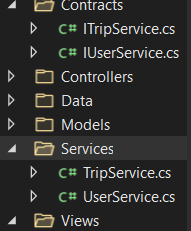 Contracts
C# ITripService.cs
C# IUserService.cs
Controllers
Data
Models
Services
C# TripService.cs
C# UserService.cs
Views